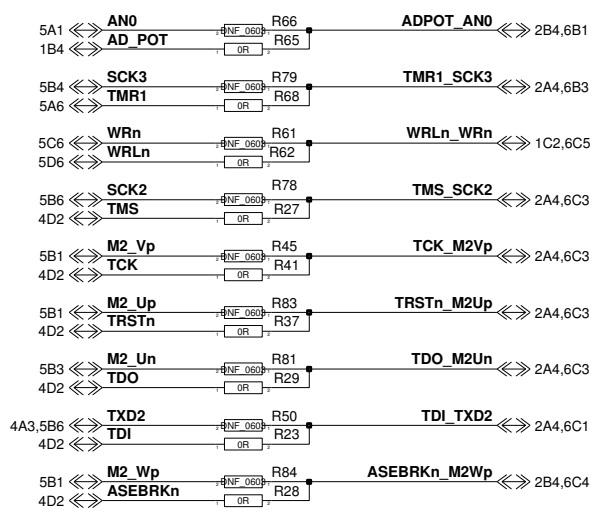 5A1 AN0 DNF_0603 R66 ADPOT_AN0 2B4,6B1
1B4 AD_POT 0R R65
5B4 SCK3 DNF_0603 R79 TMR1_SCK3 2A4,6B3
5A6 TMR1 0R R68
5C6 WRn DNF_0603 R61 WRLn_WRn 1C2,6C5
5D6 WRLn 0R R62
5B6 SCK2 DNF_0603 R78 TMS_SCK2 2A4,6C3
4D2 TMS 0R R27
5B1 M2_Vp DNF_0603 R45 TCK_M2Vp 2A4,6C3
4D2 TCK 0R R41
5B1 M2_Up DNF_0603 R83 TRSTn_M2Up 2A4,6C3
4D2 TRSTn 0R R37
5B3 M2_Un DNF_0603 R81 TDO_M2Un 2A4,6C3
4D2 TDO 0R R29
4A3,5B6 TXD2 DNF_0603 R50 TDI_TXD2 2A4,6C1
4D2 TDI 0R R23
5B1 M2_Wp DNF_0603 R84 ASEBRKn_M2Wp 2B4,6C4
4D2 ASEBRKn 0R R28